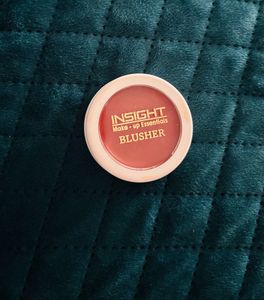 INSIGHT
Make - up Essentials
BLUSHER